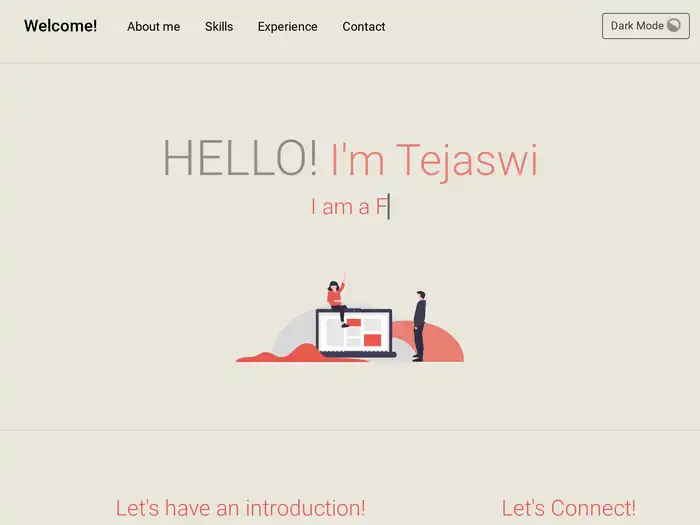 Welcome! About me Skills Experience Contact Dark Mode
HELLO! I'm Tejaswi
I am a F
Let's have an introduction! Let's Connect!